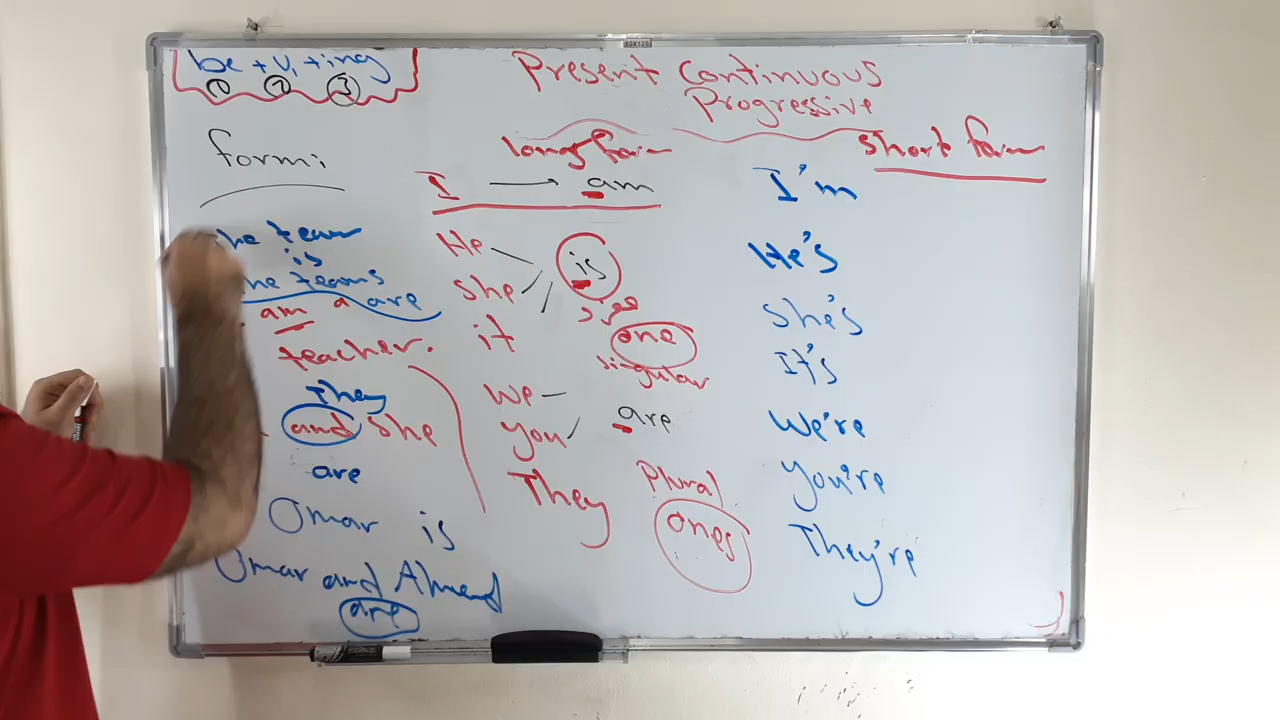 be + V1 + ing
1 2 3
Present Continuous
Progressive
form:
long form
short form
I → am
I'm
The team
is
The teams
are
am a
teacher.
He
She
it
is
one
singular
He's
She's
It's
They
and she
are
We
You
They
are
Plural
ones
We're
You're
They're
Omar is
Omar and Ahmed
are